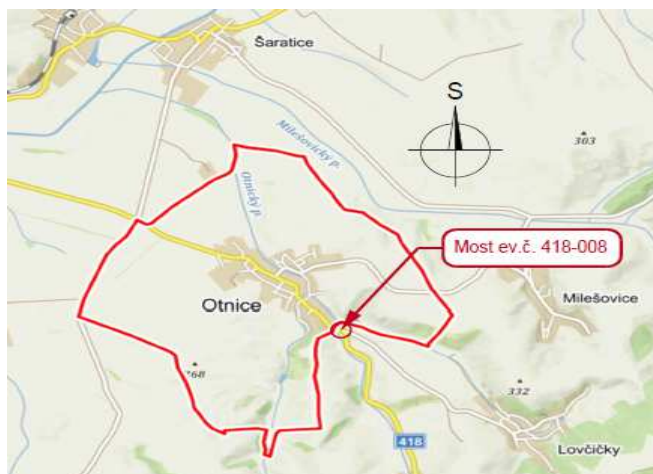 Šaratice
S
Milešovický p.
303
Otnický p.
Most ev.č. 418-008
Otnice
Milešovice
268
332
418
Lovčičky